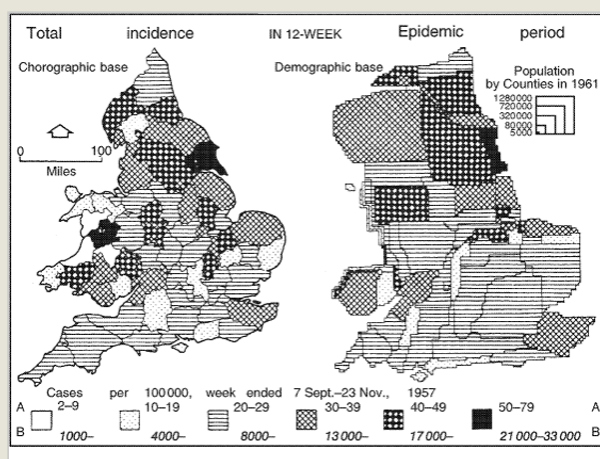 Total incidence IN 12-WEEK Epidemic period
Chorographic base
Demographic base
Population
by Counties in 1961
1280000
720000
320000
80000
5000
0 100
Miles
Cases per 100000, week ended 7 Sept.–23 Nov., 1957
A 2–9 10–19 20–29 30–39 40–49 50–79 A
B 1000– 4000– 8000– 13000– 17000– 21000–33000 B